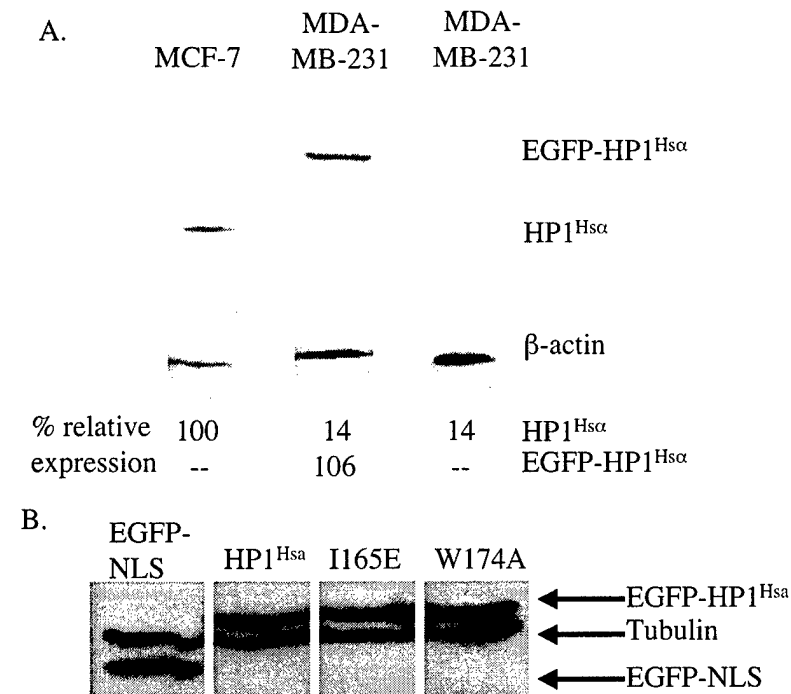 A.
MCF-7
MDA-
MB-231
MDA-
MB-231
EGFP-HP1Hsα
HP1Hsα
β-actin
% relative 100 14 14 HP1Hsα
expression -- 106 -- EGFP-HP1Hsα
B.
EGFP-
NLS
HP1Hsa
I165E
W174A
EGFP-HP1Hsa
Tubulin
EGFP-NLS